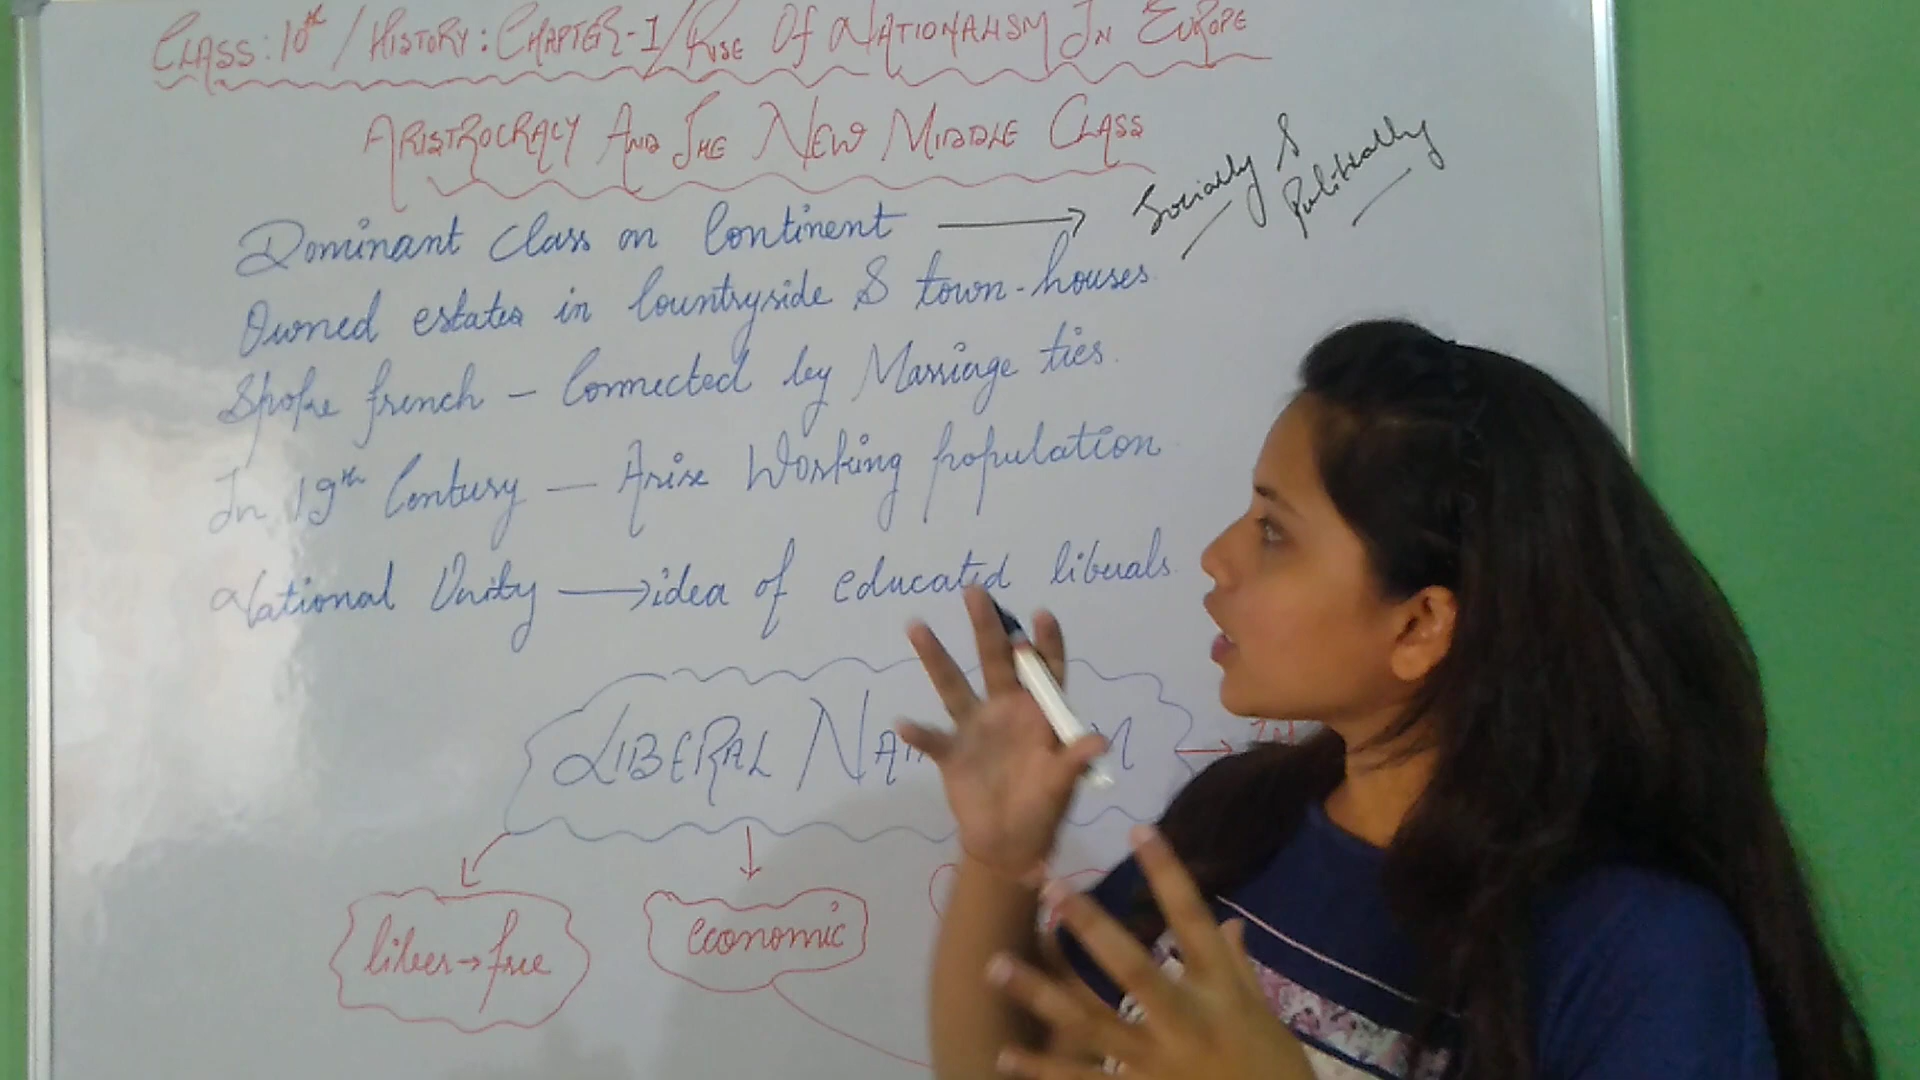 CLASS: 10th / HISTORY: CHAPTER-1/ RISE OF NATIONALISM IN EUROPE
ARISTROCRACY AND THE NEW MIDDLE CLASS
Dominant Class on Continent → Socially & Politically
Owned estates in Countryside & town-houses.
Spoke french – Connected by Marriage ties.
In 19th Century — Arise Working population
National Unity → idea of educated liberals.
LIBERAL
liber → free
economic